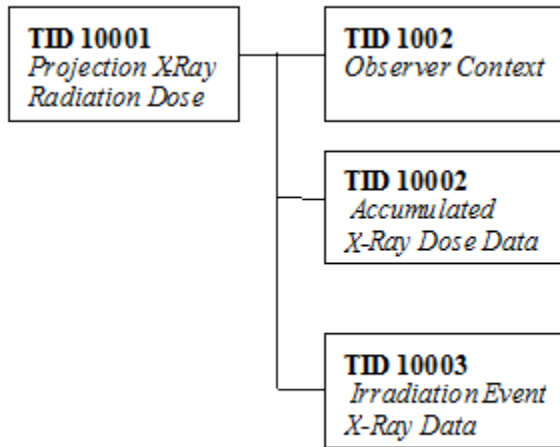 TID 10001
Projection XRay
Radiation Dose
TID 1002
Observer Context
TID 10002
Accumulated
X-Ray Dose Data
TID 10003
Irradiation Event
X-Ray Data